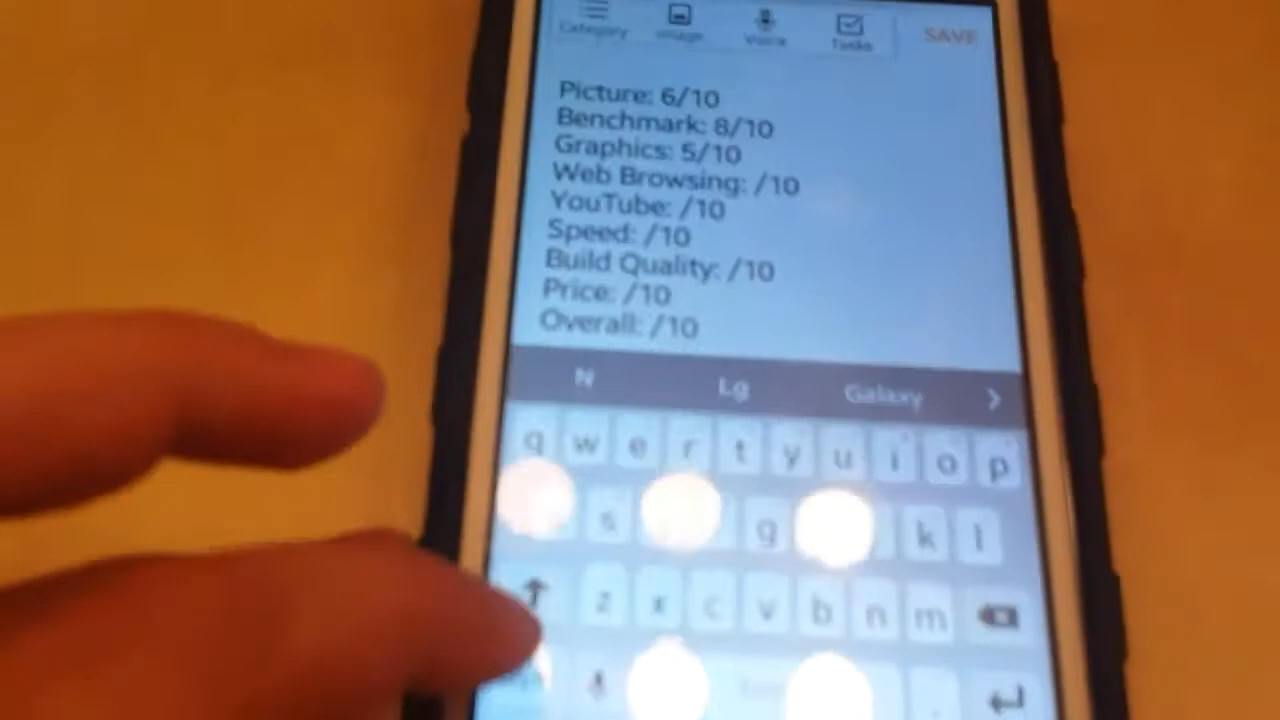 Category Image Voice Tasks SAVE
Picture: 6/10
Benchmark: 8/10
Graphics: 5/10
Web Browsing: /10
YouTube: /10
Speed: /10
Build Quality: /10
Price: /10
Overall: /10
N Lg Galaxy >
q w e r t y u i o p
s g k l
z x c v b n m
.